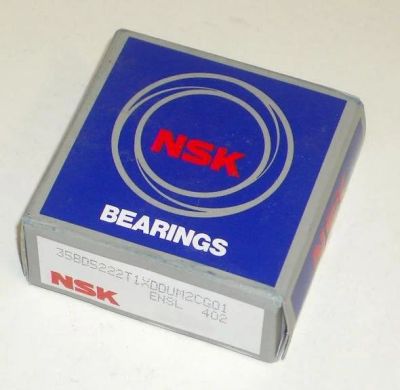 NSK
BEARINGS
35BD5222T1XDDUM2CG01
NSK ENSL 402